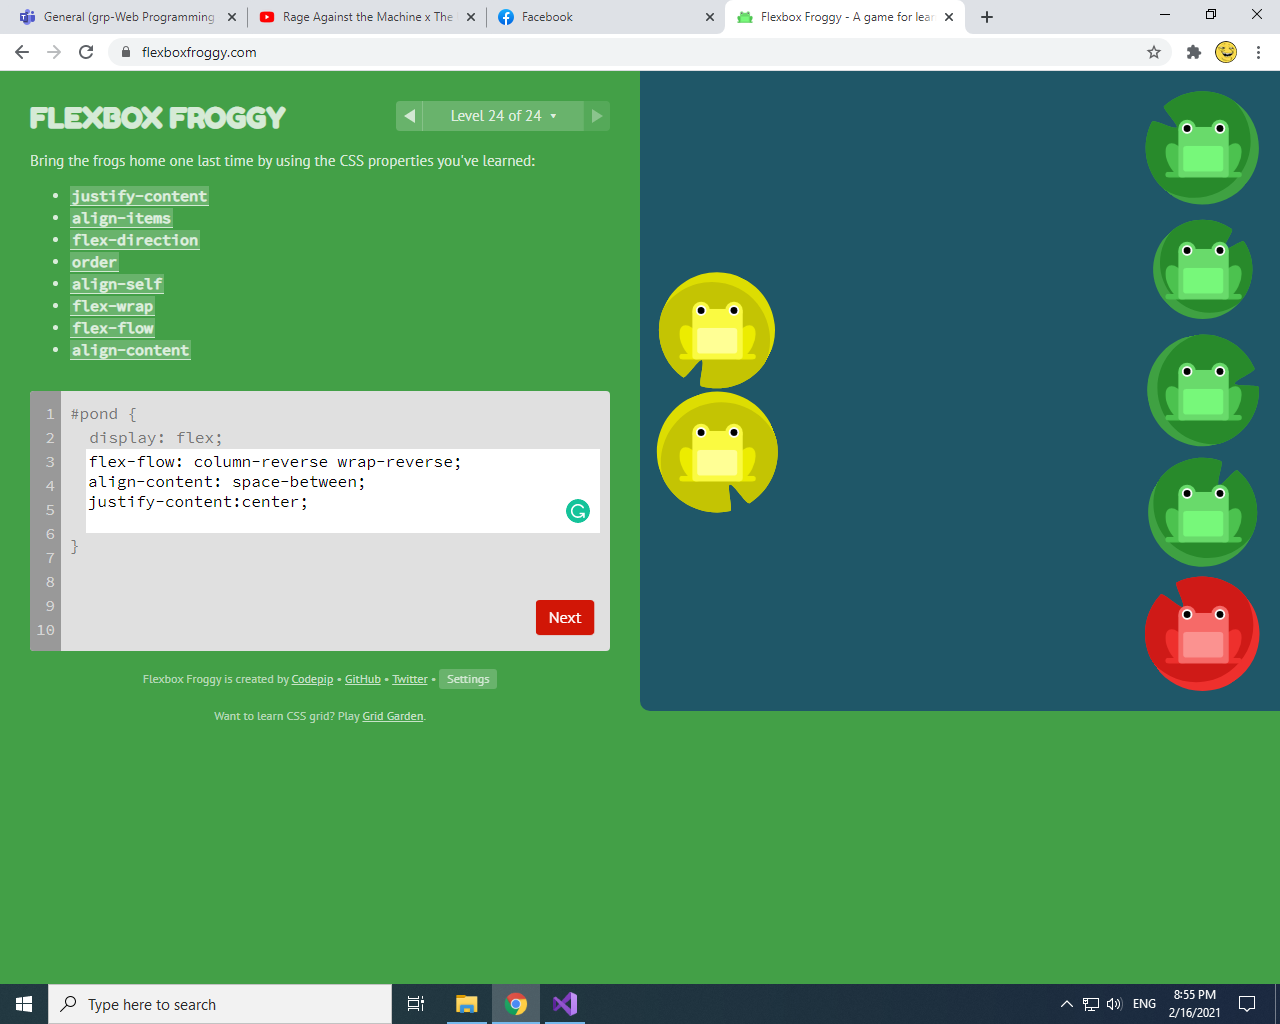 General (grp-Web Programming
Rage Against the Machine x The
Facebook
Flexbox Froggy - A game for lear
flexboxfroggy.com
FLEXBOX FROGGY
Level 24 of 24
Bring the frogs home one last time by using the CSS properties you've learned:
justify-content
align-items
flex-direction
order
align-self
flex-wrap
flex-flow
align-content
1 #pond {
2 display: flex;
3 flex-flow: column-reverse wrap-reverse;
4 align-content: space-between;
5 justify-content:center;
6
7 }
8
9
10
Next
Flexbox Froggy is created by Codepip • GitHub • Twitter • Settings
Want to learn CSS grid? Play Grid Garden.
Type here to search
ENG
8:55 PM
2/16/2021